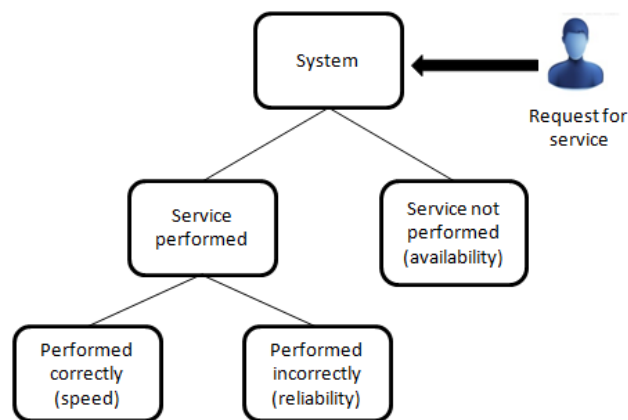 System
Request for
service
Service
performed
Service not
performed
(availability)
Performed
correctly
(speed)
Performed
incorrectly
(reliability)